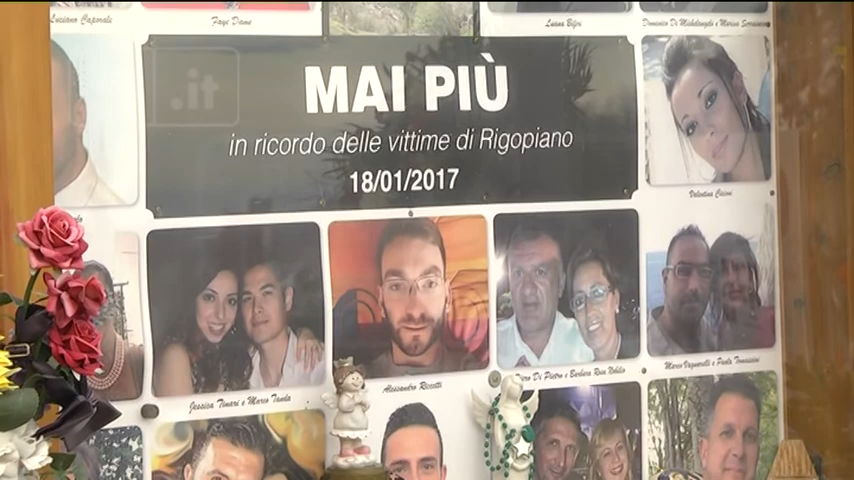 Luciano Caporale
Faye Dame
Luana Biferi
Domenico Di Michelangelo e Marina Serraiocco
.it
MAI PIÙ
in ricordo delle vittime di Rigopiano
18/01/2017
Valentina Cicioni
Jessica Tinari e Marco Tanda
Alessandro Riccetti
Piero Di Pietro e Barbara Rosa Nobilio
Marco Vagnarelli e Paola Tomassini